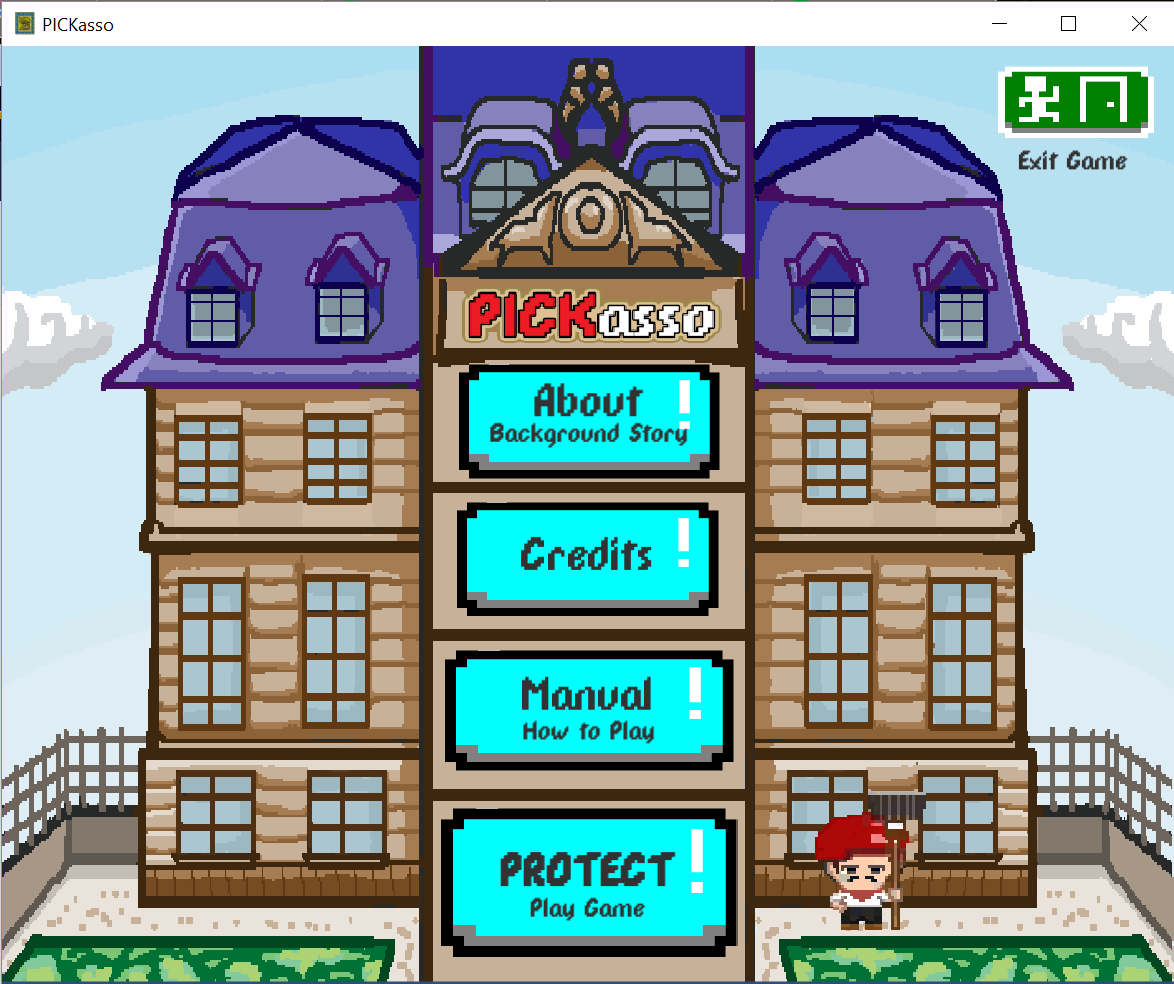 PICKasso
Exit Game
PICKasso
About
Background Story
Credits
Manual
How to Play
PROTECT
Play Game